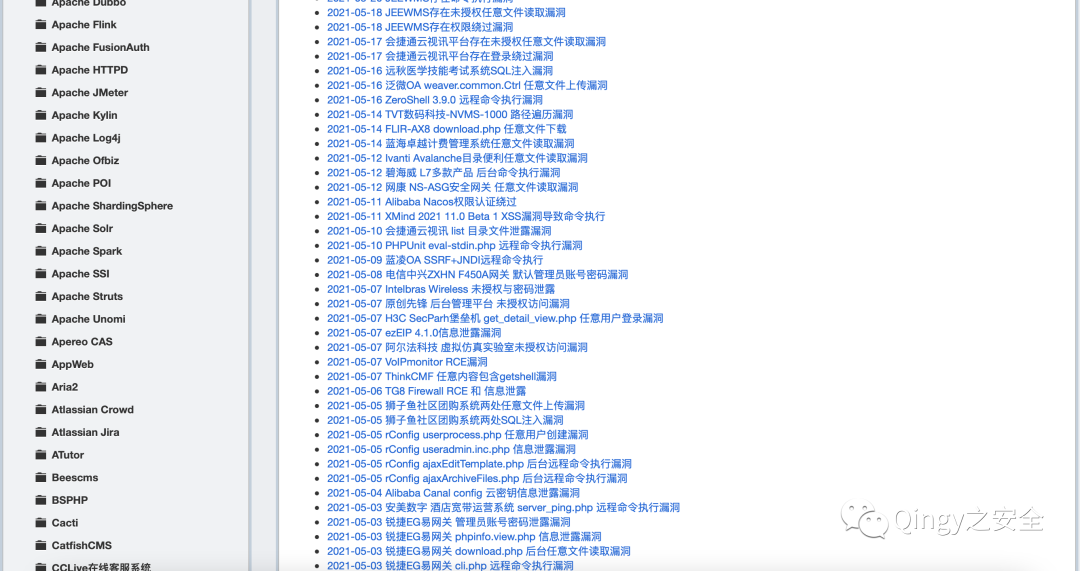 Apache Dubbo
Apache Flink
Apache FusionAuth
Apache HTTPD
Apache JMeter
Apache Kylin
Apache Log4j
Apache Ofbiz
Apache POI
Apache ShardingSphere
Apache Solr
Apache Spark
Apache SSI
Apache Struts
Apache Unomi
Apereo CAS
AppWeb
Aria2
Atlassian Crowd
Atlassian Jira
ATutor
Beescms
BSPHP
Cacti
CatfishCMS
CCLive在线客服系统
2021-05-18 JEEWMS存在未授权任意文件读取漏洞
2021-05-18 JEEWMS存在权限绕过漏洞
2021-05-17 会捷通云视讯平台存在未授权任意文件读取漏洞
2021-05-17 会捷通云视讯平台存在登录绕过漏洞
2021-05-16 远秋医学技能考试系统SQL注入漏洞
2021-05-16 泛微OA weaver.common.Ctrl 任意文件上传漏洞
2021-05-16 ZeroShell 3.9.0 远程命令执行漏洞
2021-05-14 TVT数码科技-NVMS-1000 路径遍历漏洞
2021-05-14 FLIR-AX8 download.php 任意文件下载
2021-05-14 蓝海卓越计费管理系统任意文件读取漏洞
2021-05-12 Ivanti Avalanche目录便利任意文件读取漏洞
2021-05-12 碧海威 L7多款产品 后台命令执行漏洞
2021-05-12 网康 NS-ASG安全网关 任意文件读取漏洞
2021-05-11 Alibaba Nacos权限认证绕过
2021-05-11 XMind 2021 11.0 Beta 1 XSS漏洞导致命令执行
2021-05-10 会捷通云视讯 list 目录文件泄露漏洞
2021-05-10 PHPUnit eval-stdin.php 远程命令执行漏洞
2021-05-09 蓝凌OA SSRF+JNDI远程命令执行
2021-05-08 电信中兴ZXHN F450A网关 默认管理员账号密码漏洞
2021-05-07 Intelbras Wireless 未授权与密码泄露
2021-05-07 原创先锋 后台管理平台 未授权访问漏洞
2021-05-07 H3C SecParh堡垒机 get_detail_view.php 任意用户登录漏洞
2021-05-07 ezEIP 4.1.0信息泄露漏洞
2021-05-07 阿尔法科技 虚拟仿真实验室未授权访问漏洞
2021-05-07 VoIPmonitor RCE漏洞
2021-05-07 ThinkCMF 任意内容包含getshell漏洞
2021-05-06 TG8 Firewall RCE 和 信息泄露
2021-05-05 狮子鱼社区团购系统两处任意文件上传漏洞
2021-05-05 狮子鱼社区团购系统两处SQL注入漏洞
2021-05-05 rConfig userprocess.php 任意用户创建漏洞
2021-05-05 rConfig useradmin.inc.php 信息泄露漏洞
2021-05-05 rConfig ajaxEditTemplate.php 后台远程命令执行漏洞
2021-05-05 rConfig ajaxArchiveFiles.php 后台远程命令执行漏洞
2021-05-04 Alibaba Canal config 云密钥信息泄露漏洞
2021-05-03 安美数字 酒店宽带运营系统 server_ping.php 远程命令执行漏洞
2021-05-03 锐捷EG易网关 管理员账号密码泄露漏洞
2021-05-03 锐捷EG易网关 phpinfo.view.php 信息泄露漏洞
2021-05-03 锐捷EG易网关 download.php 后台任意文件读取漏洞
2021-05-03 锐捷EG易网关 cli.php 远程命令执行漏洞
Qingy之安全